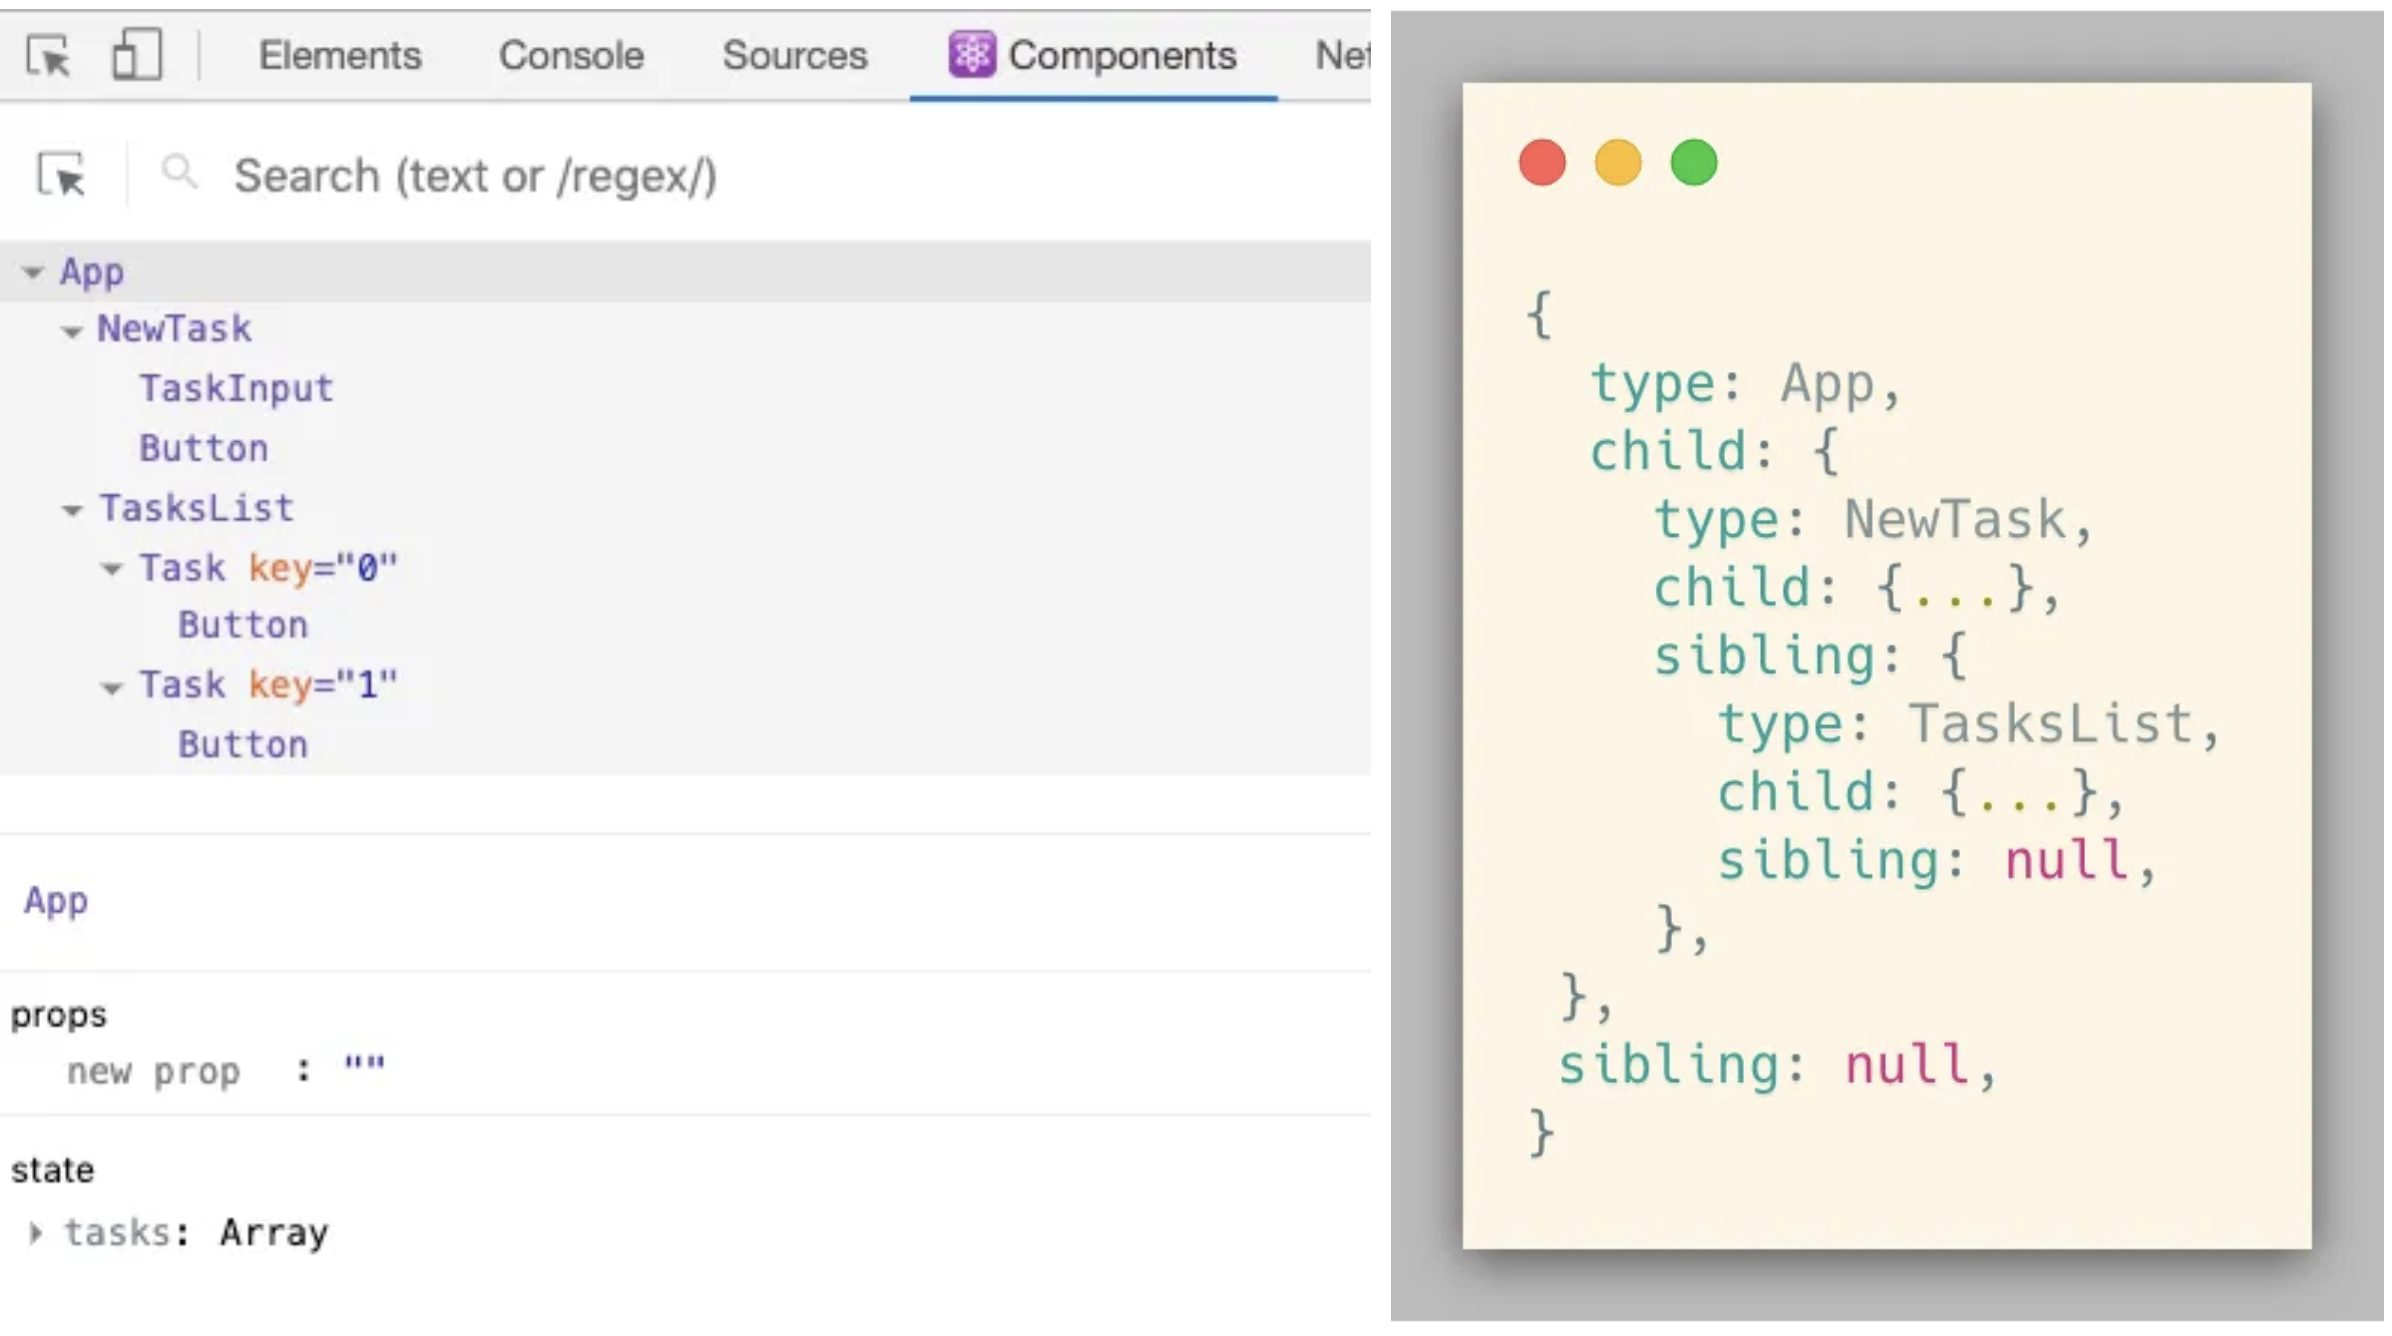 Elements Console Sources Components
Search (text or /regex/)
App
NewTask
TaskInput
Button
TasksList
Task key="0"
Button
Task key="1"
Button
App
props
new prop : ""
state
tasks: Array
{
type: App,
child: {
type: NewTask,
child: {...},
sibling: {
type: TasksList,
child: {...},
sibling: null,
},
},
sibling: null,
}